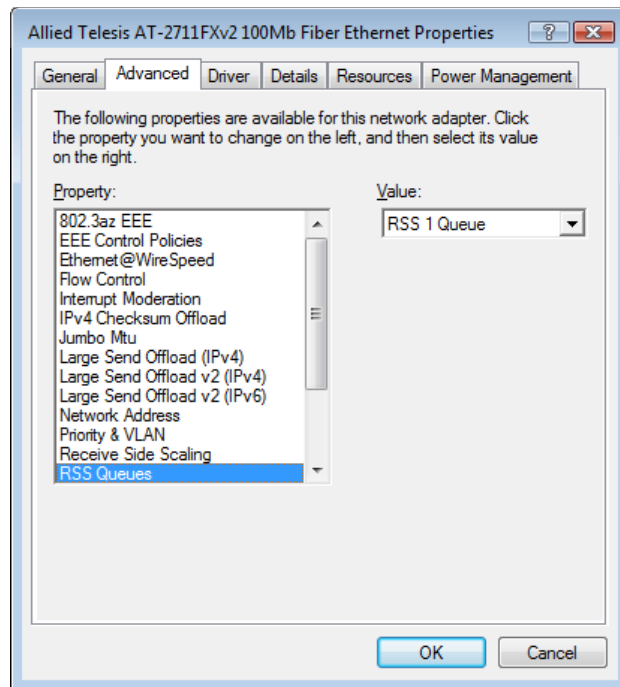 Allied Telesis AT-2711FXv2 100Mb Fiber Ethernet Properties
General Advanced Driver Details Resources Power Management
The following properties are available for this network adapter. Click
the property you want to change on the left, and then select its value
on the right.
Property:
802.3az EEE
EEE Control Policies
Ethernet@WireSpeed
Flow Control
Interrupt Moderation
IPv4 Checksum Offload
Jumbo Mtu
Large Send Offload (IPv4)
Large Send Offload v2 (IPv4)
Large Send Offload v2 (IPv6)
Network Address
Priority & VLAN
Receive Side Scaling
RSS Queues
Value:
RSS 1 Queue
OK Cancel